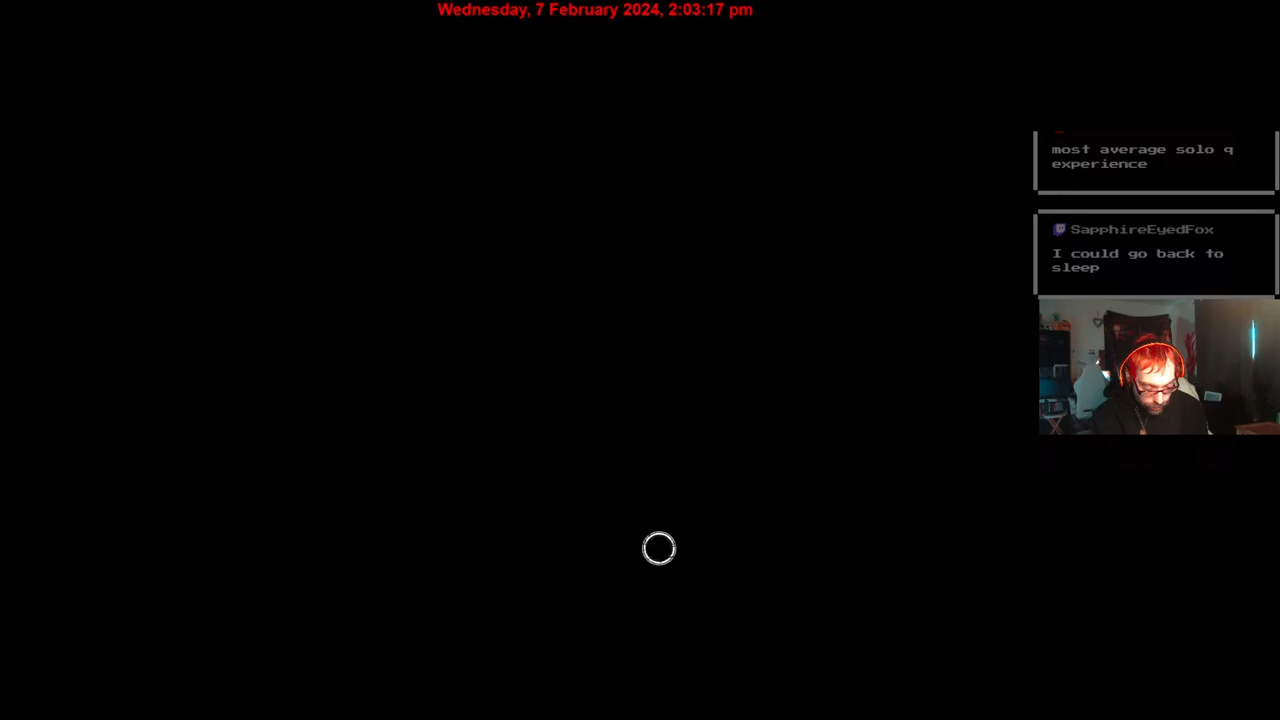 Wednesday, 7 February 2024, 2:03:17 pm
most average solo q
experience
SapphireEyedFox
I could go back to
sleep